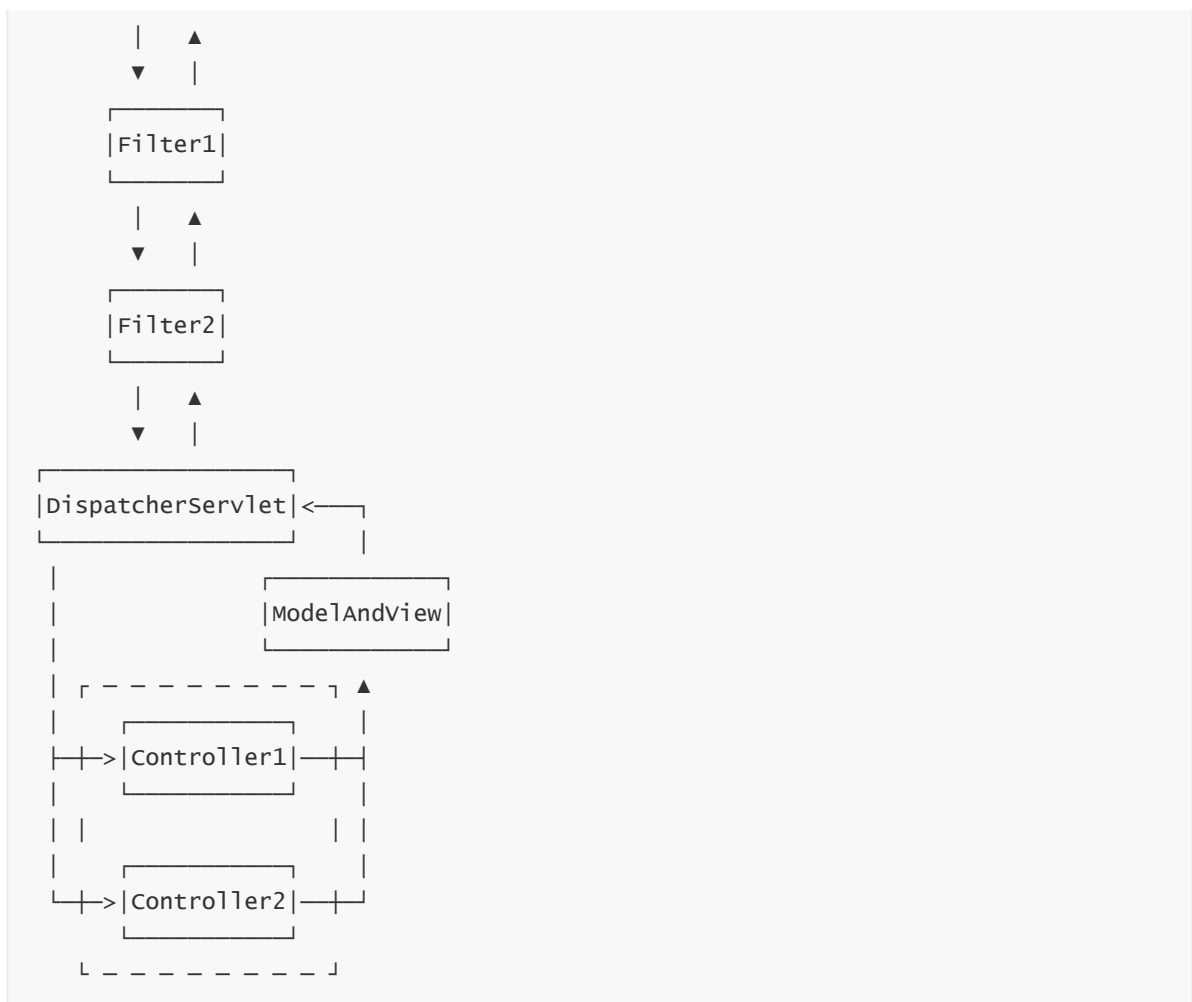 Filter1
Filter2
DispatcherServlet
ModelAndView
Controller1
Controller2